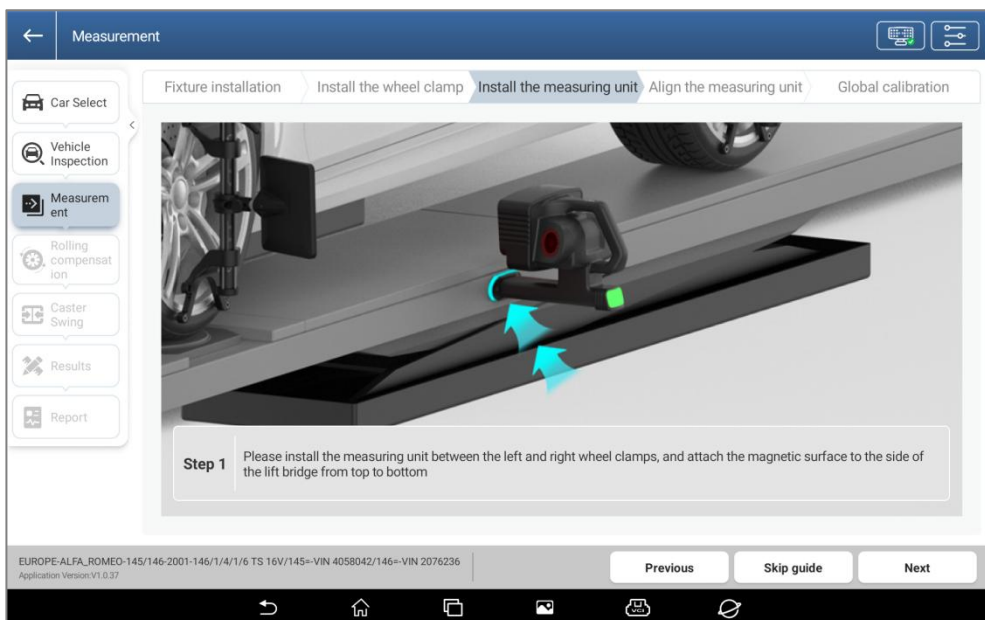 Measurement
Fixture installation
Install the wheel clamp
Install the measuring unit
Align the measuring unit
Global calibration
Car Select
Vehicle
Inspection
Measurem
ent
Rolling
compensat
ion
Caster
Swing
Results
Report
Step 1
Please install the measuring unit between the left and right wheel clamps, and attach the magnetic surface to the side of
the lift bridge from top to bottom
EUROPE-ALFA_ROMEO-145/146-2001-146/1/4/1/6 TS 16V/145=-VIN 4058042/146=-VIN 2076236
Application Version:V1.0.37
Previous
Skip guide
Next
VCI